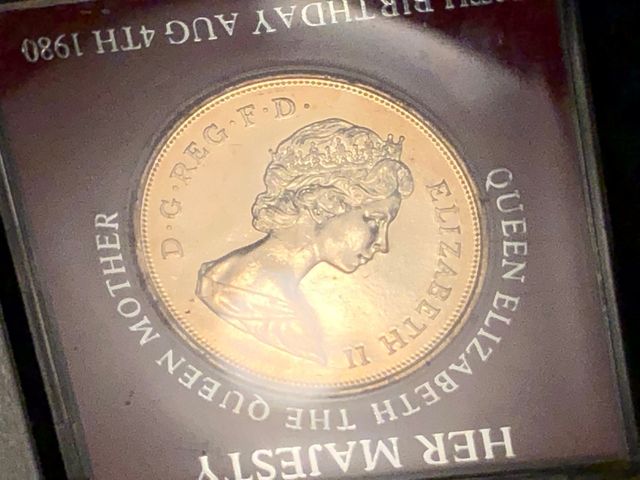 HER MAJESTY
QUEEN ELIZABETH THE QUEEN MOTHER
BIRTHDAY AUG 4TH 1980
D·G·REG·F·D·
ELIZABETH II